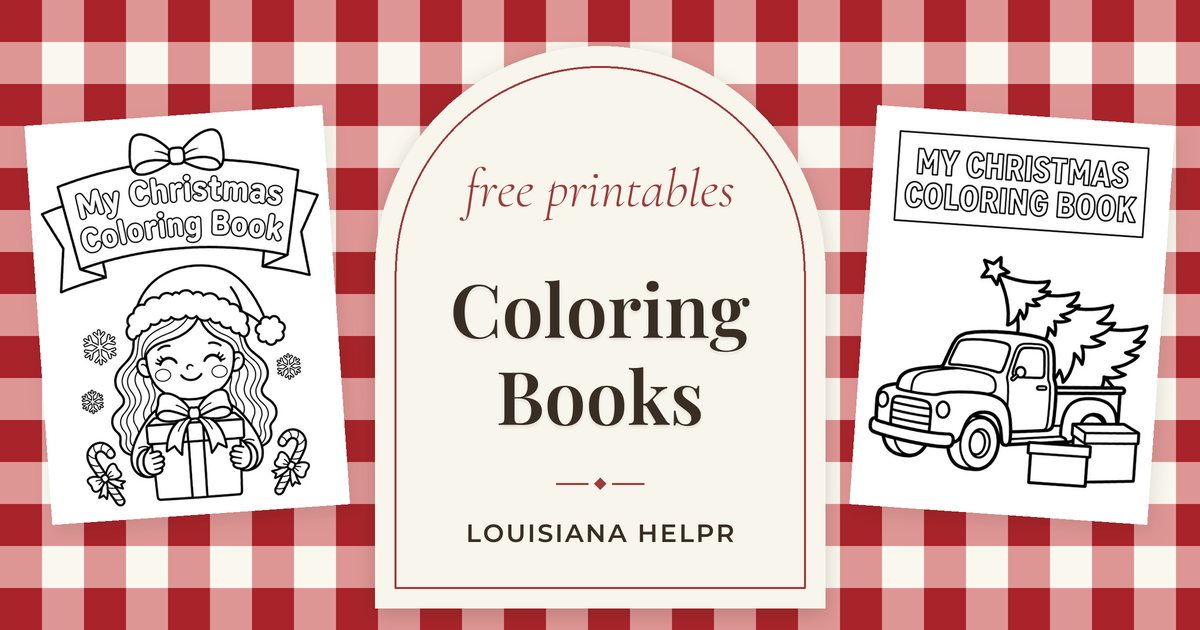 My Christmas
Coloring Book
free printables
Coloring
Books
LOUISIANA HELPR
MY CHRISTMAS
COLORING BOOK